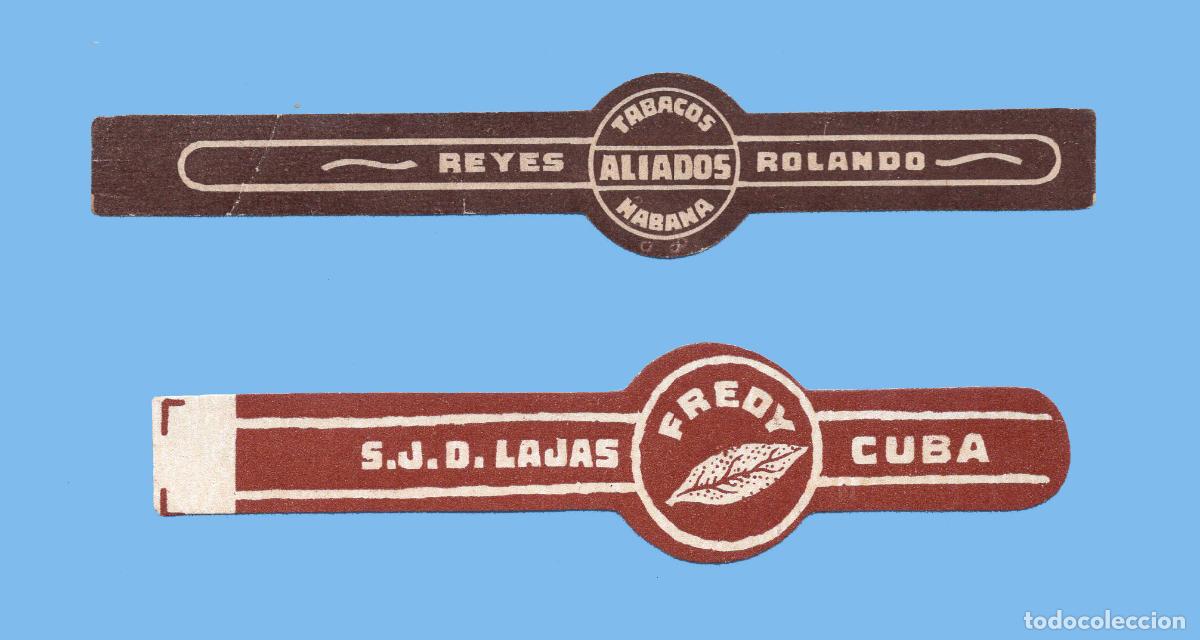 TABACOS
REYES ALIADOS ROLANDO
HABANA
FREDY
S.J.D. LAJAS CUBA
todocoleccion